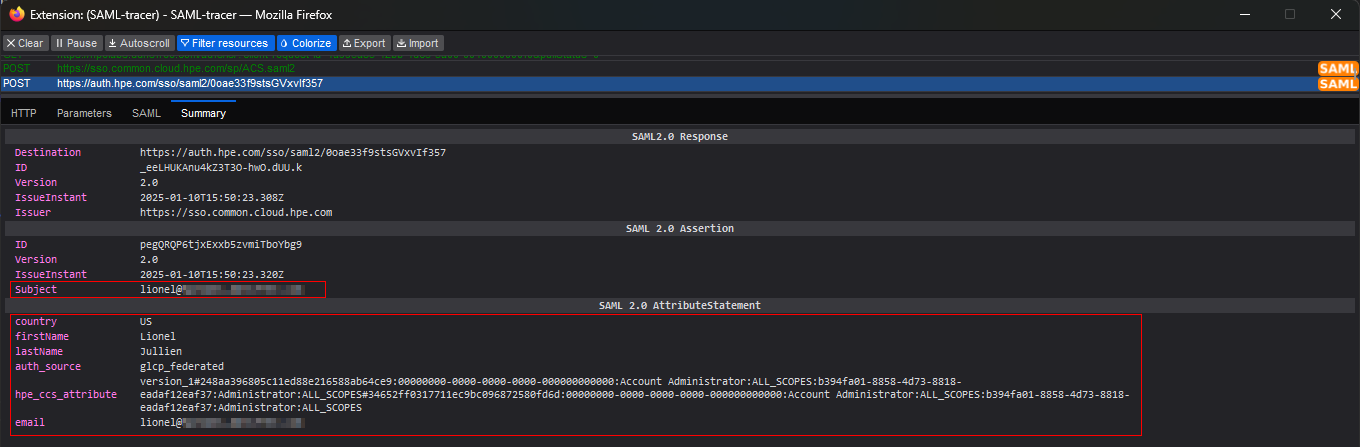 Extension: (SAML-tracer) - SAML-tracer — Mozilla Firefox
Clear Pause Autoscroll Filter resources Colorize Export Import
POST https://sso.common.cloud.hpe.com/sp/ACS.saml2 SAML
POST https://auth.hpe.com/sso/saml2/0oae33f9stsGVxvIf357 SAML
HTTP Parameters SAML Summary
SAML2.0 Response
Destination https://auth.hpe.com/sso/saml2/0oae33f9stsGVxvIf357
ID _eeLHUKAnu4kZ3T3O-hwO.dUU.k
Version 2.0
IssueInstant 2025-01-10T15:50:23.308Z
Issuer https://sso.common.cloud.hpe.com
SAML 2.0 Assertion
ID pegQRQP6tjxExxb5zvmiTboYbg9
Version 2.0
IssueInstant 2025-01-10T15:50:23.320Z
Subject lionel@
SAML 2.0 AttributeStatement
country US
firstName Lionel
lastName Jullien
auth_source glcp_federated
version_1#248aa396805c11ed88e216588ab64ce9:00000000-0000-0000-0000-000000000000:Account Administrator:ALL_SCOPES:b394fa01-8858-4d73-8818-
hpe_ccs_attribute eadaf12eaf37:Administrator:ALL_SCOPES#34652ff0317711ec9bc096872580fd6d:00000000-0000-0000-0000-000000000000:Account Administrator:ALL_SCOPES:b394fa01-8858-4d73-8818-
eadaf12eaf37:Administrator:ALL_SCOPES
email lionel@